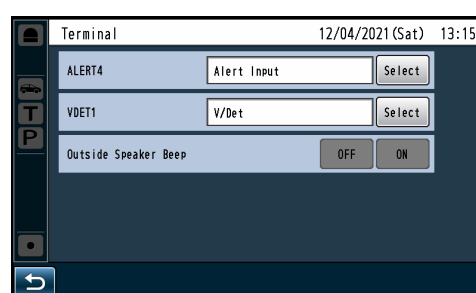 Terminal 12/04/2021(Sat) 13:15
ALERT4 Alert Input Select
VDET1 V/Det Select
T
P
Outside Speaker Beep OFF ON